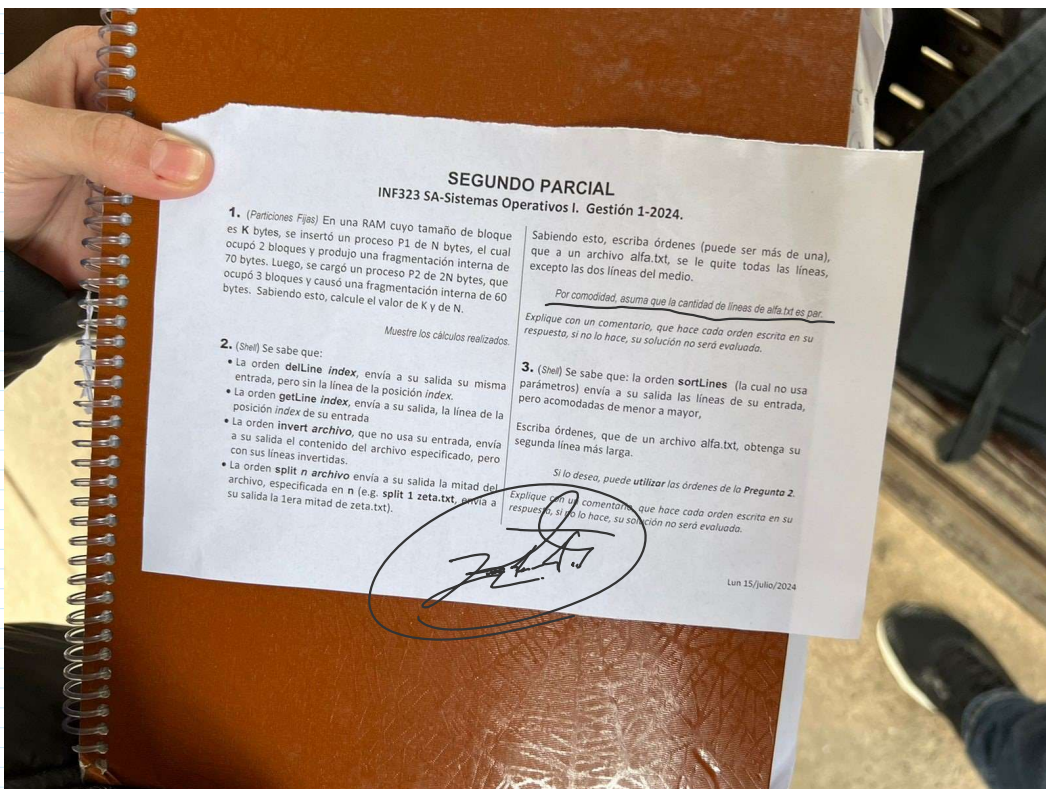 SEGUNDO PARCIAL
INF323 SA-Sistemas Operativos I. Gestión 1-2024.
1. (Particiones Fijas) En una RAM cuyo tamaño de bloque
es K bytes, se insertó un proceso P1 de N bytes, el cual
ocupó 2 bloques y produjo una fragmentación interna de
70 bytes. Luego, se cargó un proceso P2 de 2N bytes, que
ocupó 3 bloques y causó una fragmentación interna de 60
bytes. Sabiendo esto, calcule el valor de K y de N.
Muestre los cálculos realizados.
2. (Shell) Se sabe que:
• La orden delLine index, envía a su salida su misma
entrada, pero sin la línea de la posición index.
• La orden getLine index, envía a su salida, la línea de la
posición index de su entrada
• La orden invert archivo, que no usa su entrada, envía
a su salida el contenido del archivo especificado, pero
con sus líneas invertidas.
• La orden split n archivo envía a su salida la mitad del
archivo, especificada en n (e.g. split 1 zeta.txt, envía a
su salida la 1era mitad de zeta.txt).
Sabiendo esto, escriba órdenes (puede ser más de una),
que a un archivo alfa.txt, se le quite todas las líneas,
excepto las dos líneas del medio.
Por comodidad, asuma que la cantidad de líneas de alfa.txt es par.
Explique con un comentario, que hace cada orden escrita en su
respuesta, si no lo hace, su solución no será evaluada.
3. (Shell) Se sabe que: la orden sortLines (la cual no usa
parámetros) envía a su salida las líneas de su entrada,
pero acomodadas de menor a mayor,
Escriba órdenes, que de un archivo alfa.txt, obtenga su
segunda línea más larga.
Si lo desea, puede utilizar las órdenes de la Pregunta 2.
Explique con un comentario, que hace cada orden escrita en su
respuesta, si no lo hace, su solución no será evaluada.
Lun 15/julio/2024